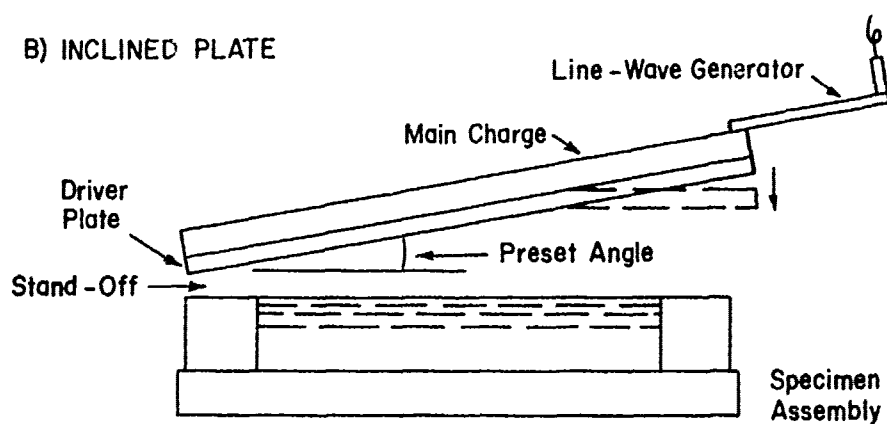 B) INCLINED PLATE
Line-Wave Generator
Main Charge
Driver
Plate
Preset Angle
Stand-Off
Specimen
Assembly